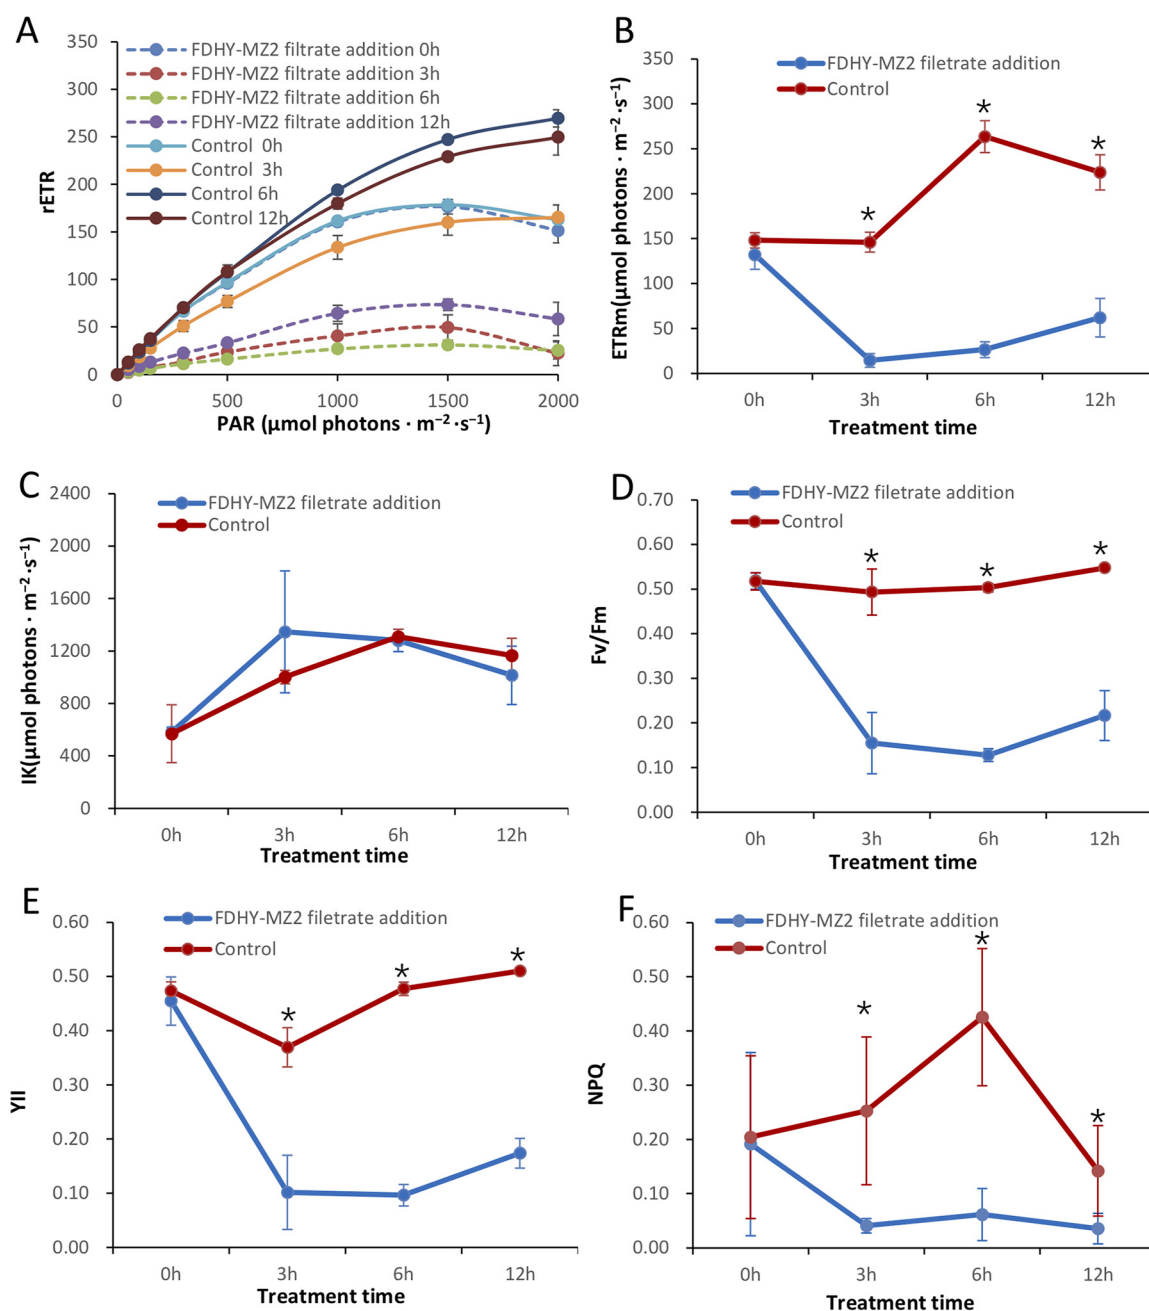 A
350
300
250
200
150
100
50
0
rETR
FDHY-MZ2 filtrate addition 0h
FDHY-MZ2 filtrate addition 3h
FDHY-MZ2 filtrate addition 6h
FDHY-MZ2 filtrate addition 12h
Control 0h
Control 3h
Control 6h
Control 12h
0 500 1000 1500 2000
PAR (μmol photons · m⁻² ·s⁻¹)
B
350
300
250
200
150
100
50
0
ETRm(μmol photons · m⁻² ·s⁻¹)
FDHY-MZ2 filetrate addition
Control
* * *
0h 3h 6h 12h
Treatment time
C
2400
2000
1600
1200
800
400
0
IK(μmol photons · m⁻²·s⁻¹)
FDHY-MZ2 filetrate addition
Control
0h 3h 6h 12h
Treatment time
D
0.70
0.60
0.50
0.40
0.30
0.20
0.10
0.00
Fv/Fm
FDHY-MZ2 filetrate addition
Control
* * *
0h 3h 6h 12h
Treatment time
E
0.60
0.50
0.40
0.30
0.20
0.10
0.00
YII
FDHY-MZ2 filetrate addition
Control
* * *
0h 3h 6h 12h
Treatment time
F
0.60
0.50
0.40
0.30
0.20
0.10
0.00
NPQ
FDHY-MZ2 filetrate addition
Control
* * *
0h 3h 6h 12h
Treatment time